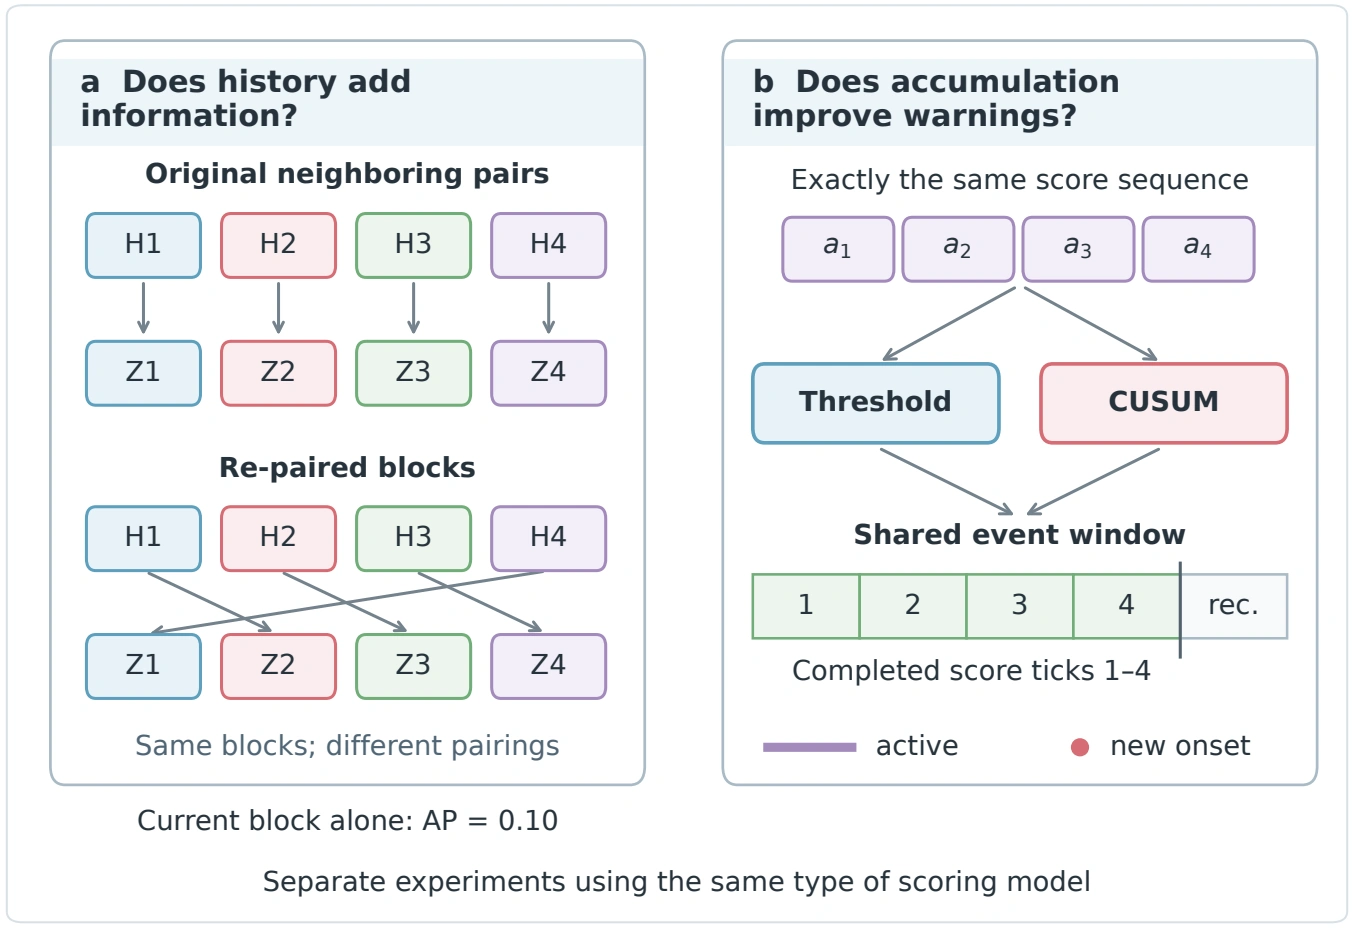 a Does history add
information?
Original neighboring pairs
H1 H2 H3 H4
Z1 Z2 Z3 Z4
Re-paired blocks
H1 H2 H3 H4
Z1 Z2 Z3 Z4
Same blocks; different pairings
Current block alone: AP = 0.10
b Does accumulation
improve warnings?
Exactly the same score sequence
a₁ a₂ a₃ a₄
Threshold CUSUM
Shared event window
1 2 3 4 rec.
Completed score ticks 1–4
active new onset
Separate experiments using the same type of scoring model